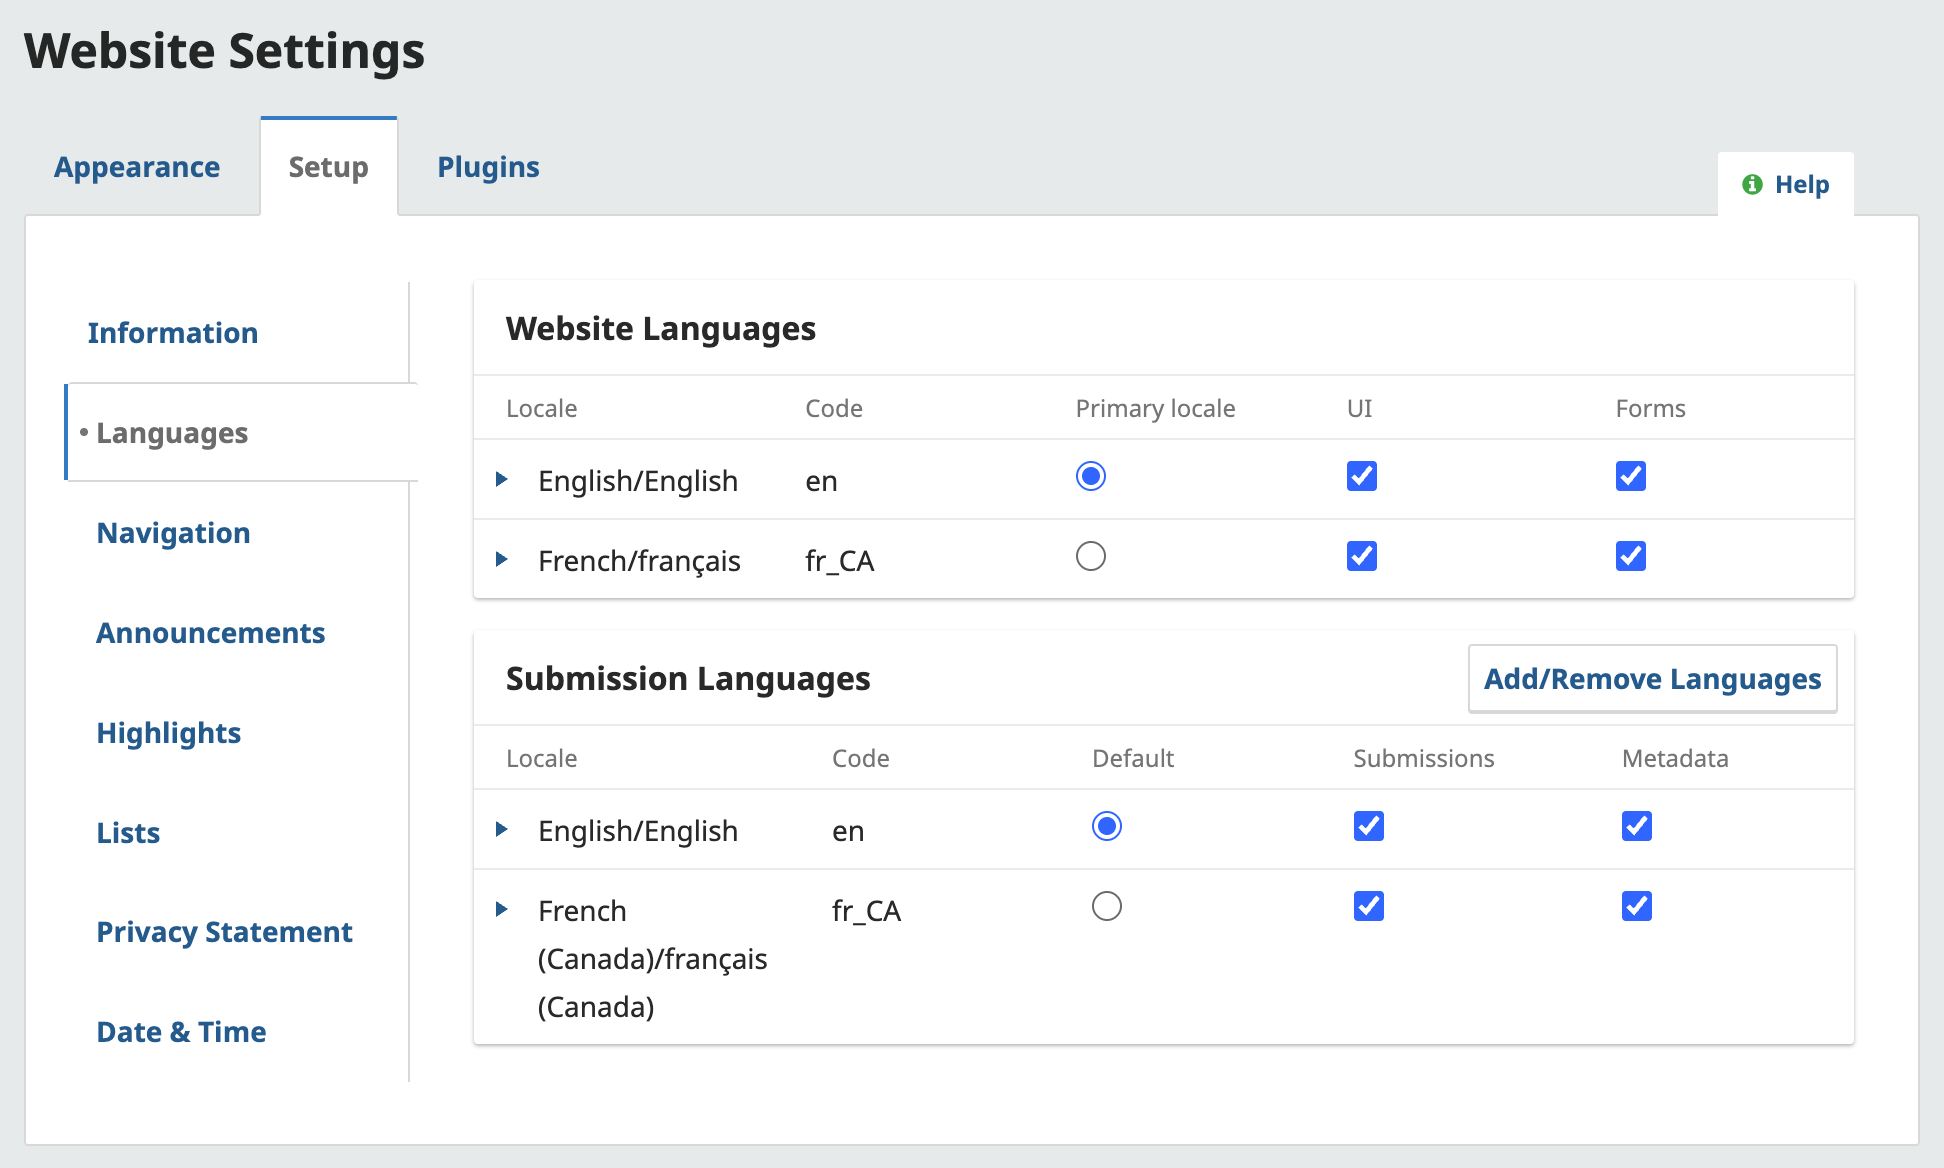 Website Settings
Appearance
Setup
Plugins
Help
Information
• Languages
Navigation
Announcements
Highlights
Lists
Privacy Statement
Date & Time
Website Languages
Locale Code Primary locale UI Forms
English/English en
French/français fr_CA
Submission Languages
Add/Remove Languages
Locale Code Default Submissions Metadata
English/English en
French fr_CA
(Canada)/français
(Canada)